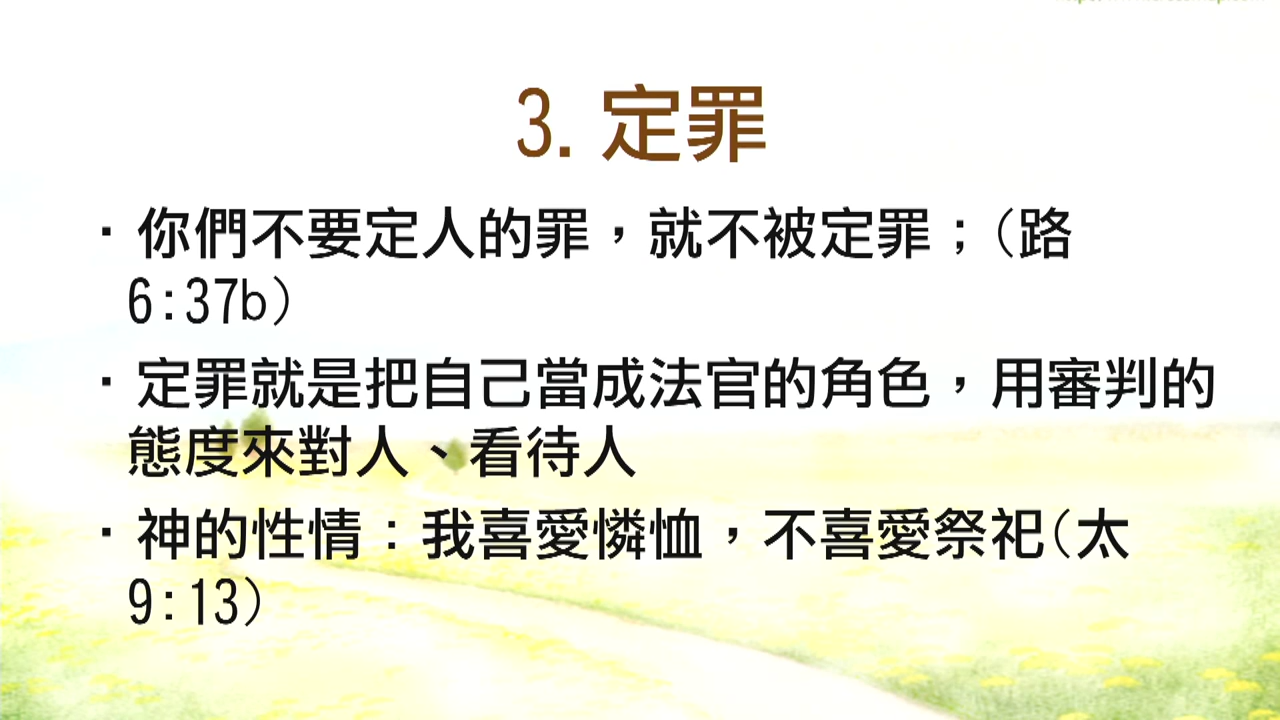 3. 定罪
· 你們不要定人的罪，就不被定罪；(路
6:37b)
· 定罪就是把自己當成法官的角色，用審判的
態度來對人、看待人
· 神的性情：我喜愛憐恤，不喜愛祭祀(太
9:13)